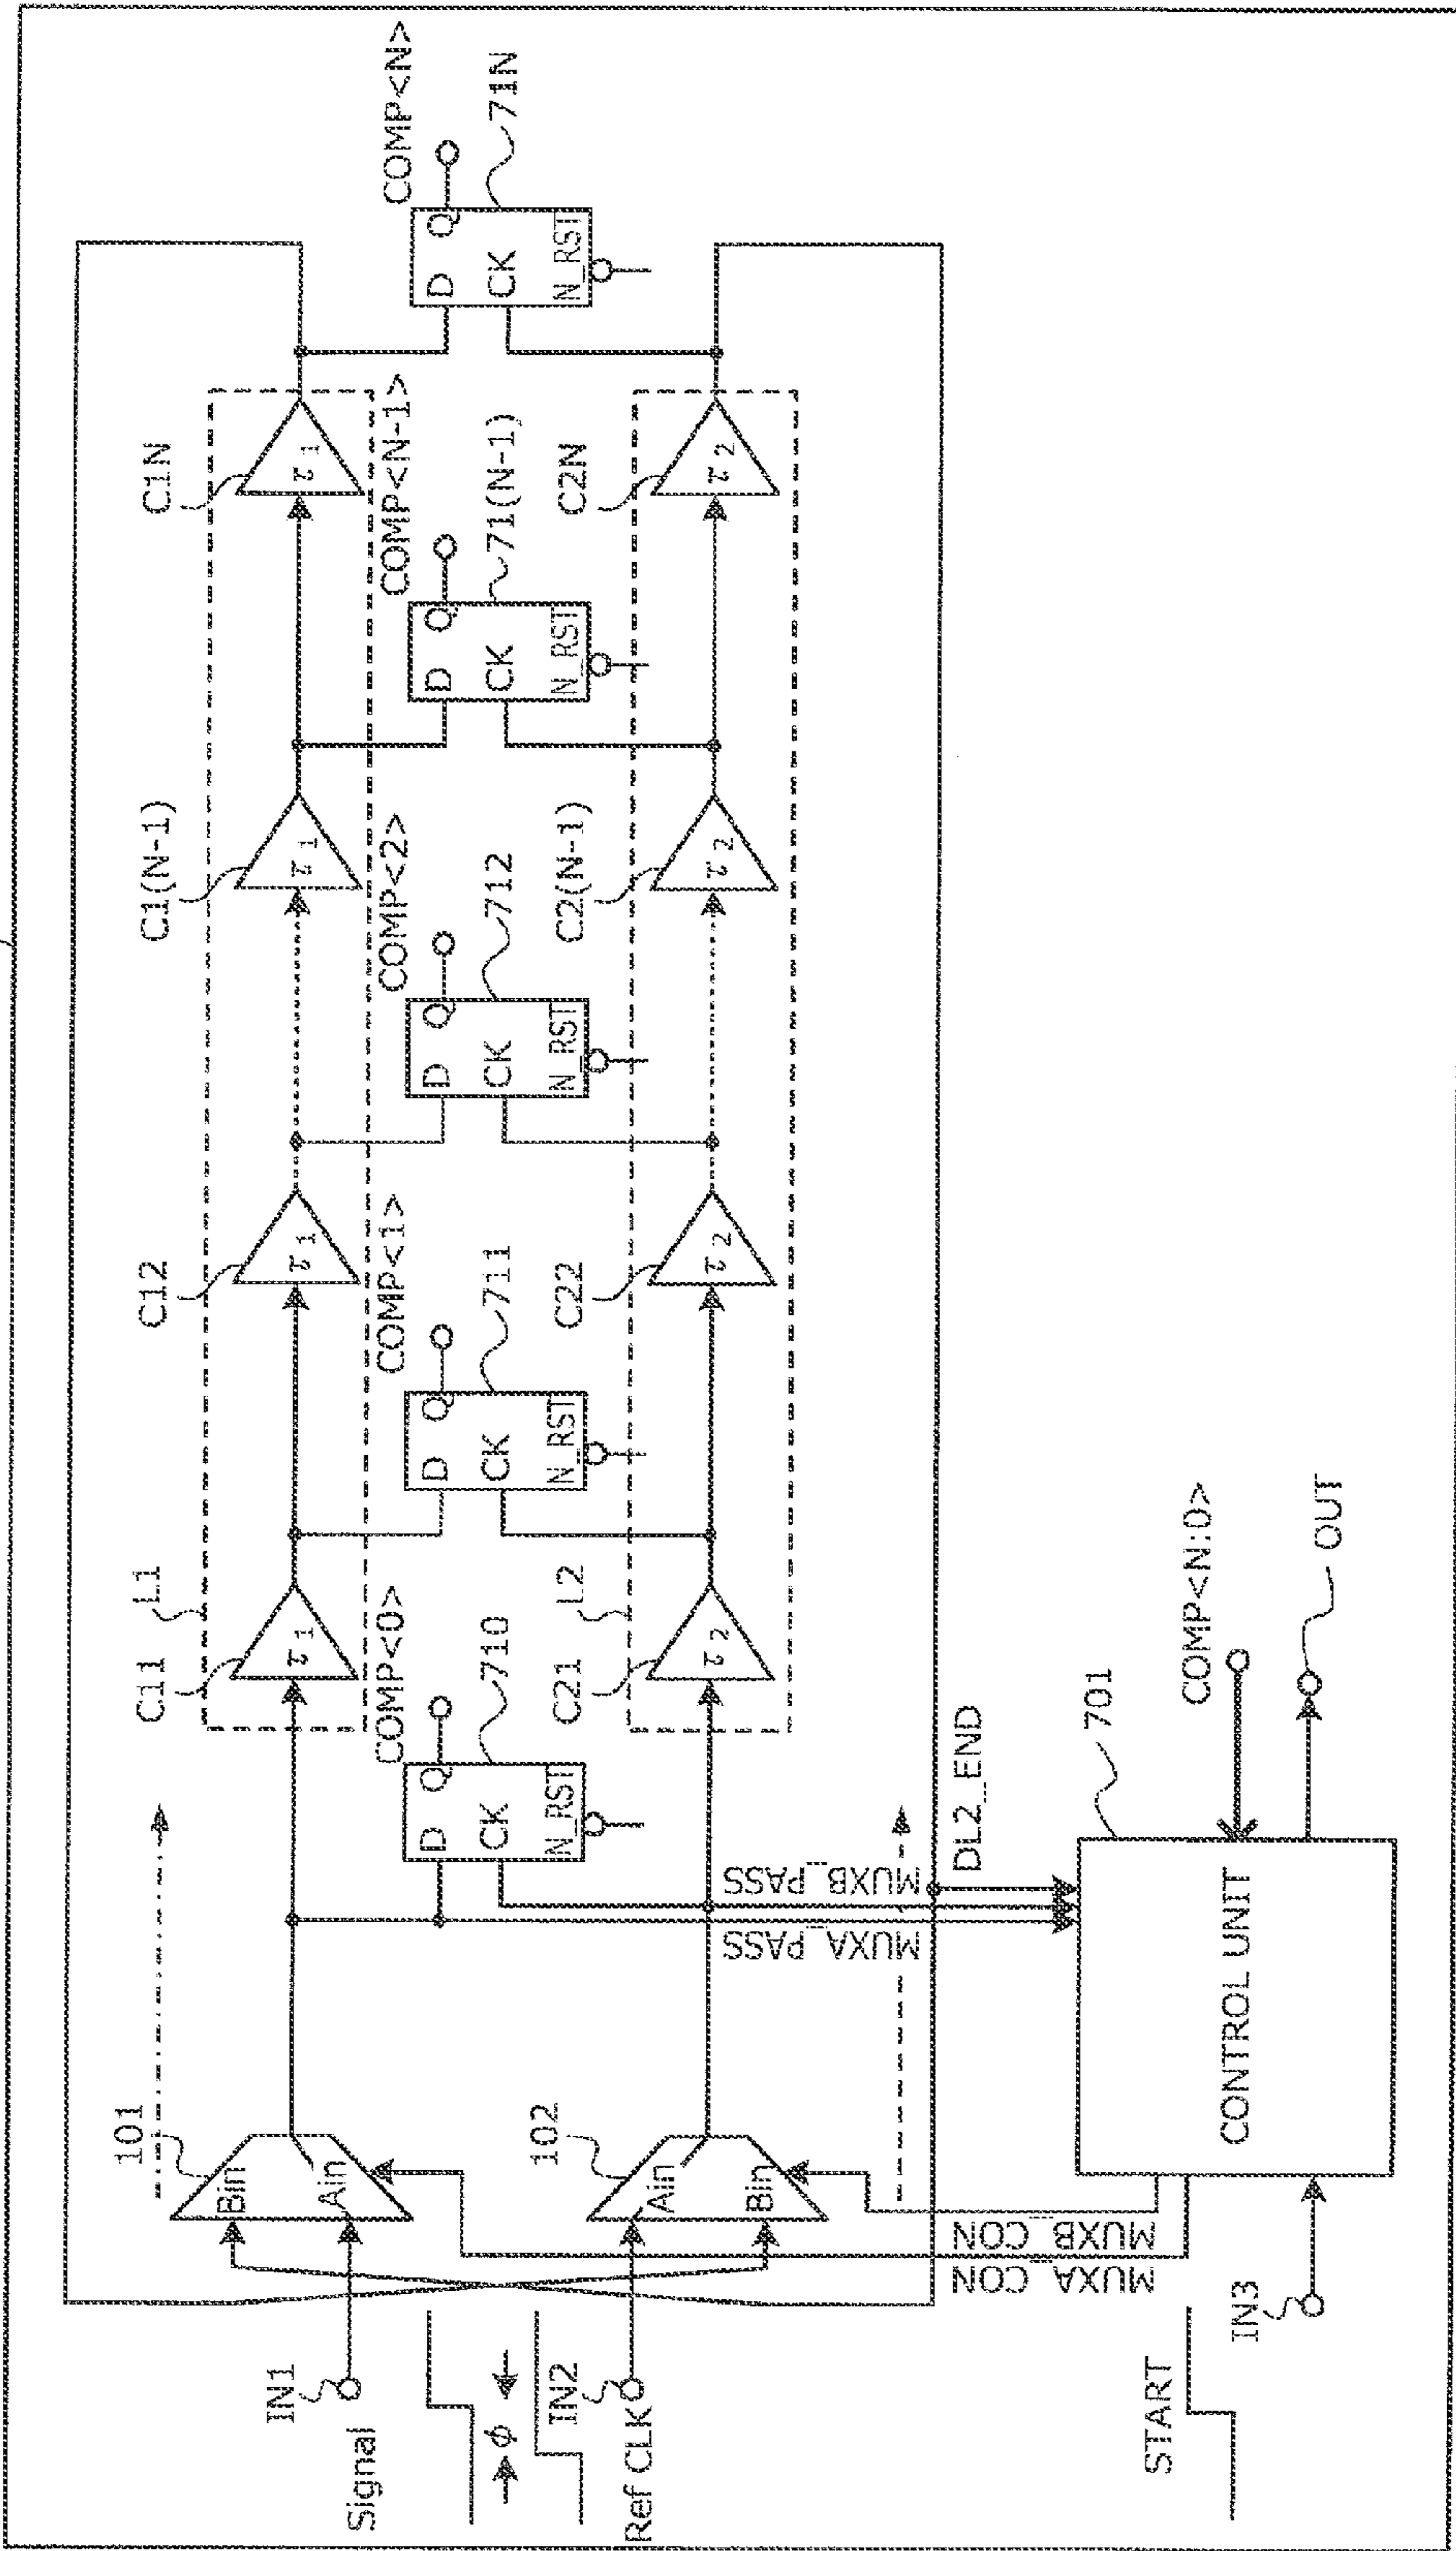 COMP<N>
71N
C1N
COMP<N-1>
71(N-1)
C2N
C1(N-1)
COMP<2>
712
C2(N-1)
C12
COMP<1>
711
C22
L1
C11
COMP<0>
710
L2
C21
τ1
τ1
τ1
τ1
τ2
τ2
τ2
τ2
D
Q
CK
N_RST
D
Q
CK
N_RST
D
Q
CK
N_RST
D
Q
CK
N_RST
D
Q
CK
N_RST
101
Bin
Ain
102
Ain
Bin
IN1
Signal
ϕ
IN2
Ref CLK
MUXA_PASS
MUXB_PASS
DL2_END
701
CONTROL UNIT
COMP<N:0>
OUT
MUXB_CON
MUXA_CON
START
IN3